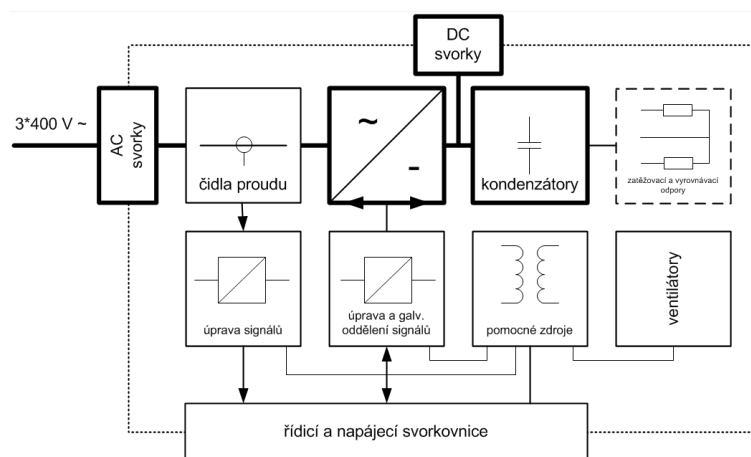 DC
svorky
3*400 V ~
AC
svorky
~
-
čidla proudu
kondenzátory
zatěžovací a vyrovnávací
odpory
úprava signálů
úprava a galv.
oddělení signálů
pomocné zdroje
ventilátory
řídicí a napájecí svorkovnice